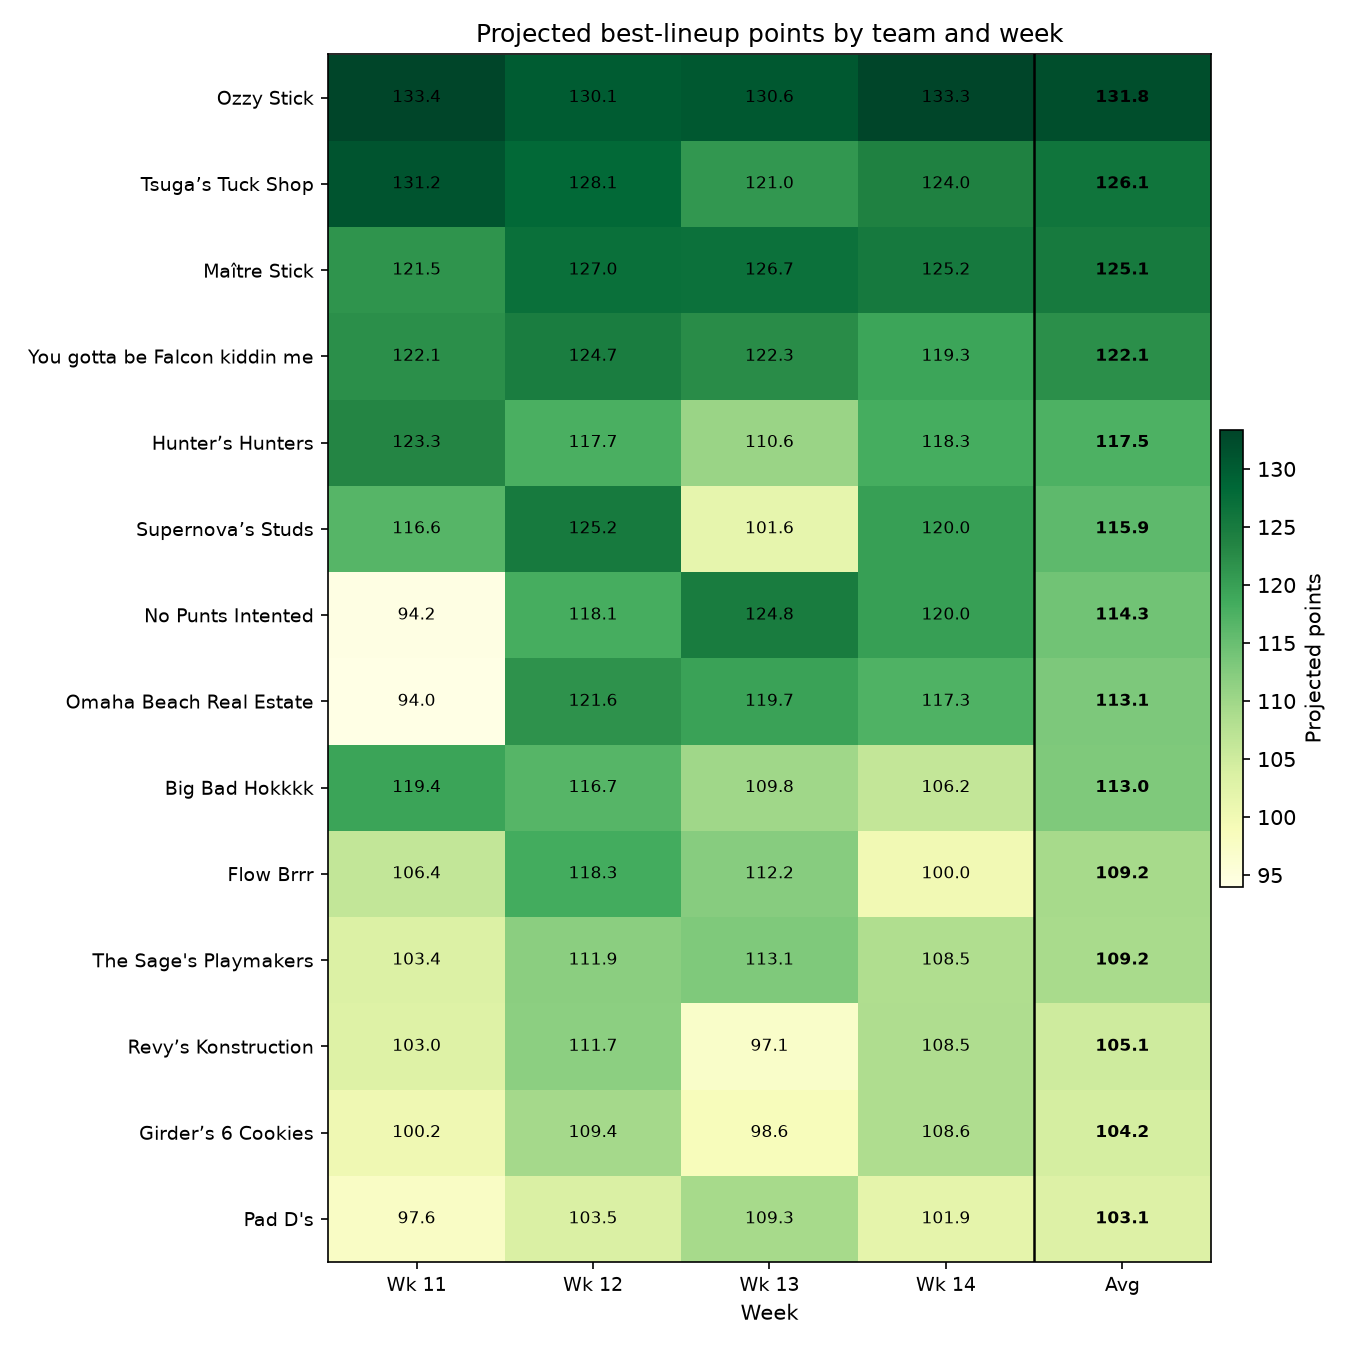 Projected best-lineup points by team and week
Ozzy Stick 133.4 130.1 130.6 133.3 131.8
Tsuga’s Tuck Shop 131.2 128.1 121.0 124.0 126.1
Maître Stick 121.5 127.0 126.7 125.2 125.1
You gotta be Falcon kiddin me 122.1 124.7 122.3 119.3 122.1
Hunter’s Hunters 123.3 117.7 110.6 118.3 117.5
Supernova’s Studs 116.6 125.2 101.6 120.0 115.9
No Punts Intented 94.2 118.1 124.8 120.0 114.3
Omaha Beach Real Estate 94.0 121.6 119.7 117.3 113.1
Big Bad Hokkkk 119.4 116.7 109.8 106.2 113.0
Flow Brrr 106.4 118.3 112.2 100.0 109.2
The Sage's Playmakers 103.4 111.9 113.1 108.5 109.2
Revy’s Konstruction 103.0 111.7 97.1 108.5 105.1
Girder’s 6 Cookies 100.2 109.4 98.6 108.6 104.2
Pad D's 97.6 103.5 109.3 101.9 103.1
Wk 11 Wk 12 Wk 13 Wk 14 Avg
Week
130
125
120
115
110
105
100
95
Projected points